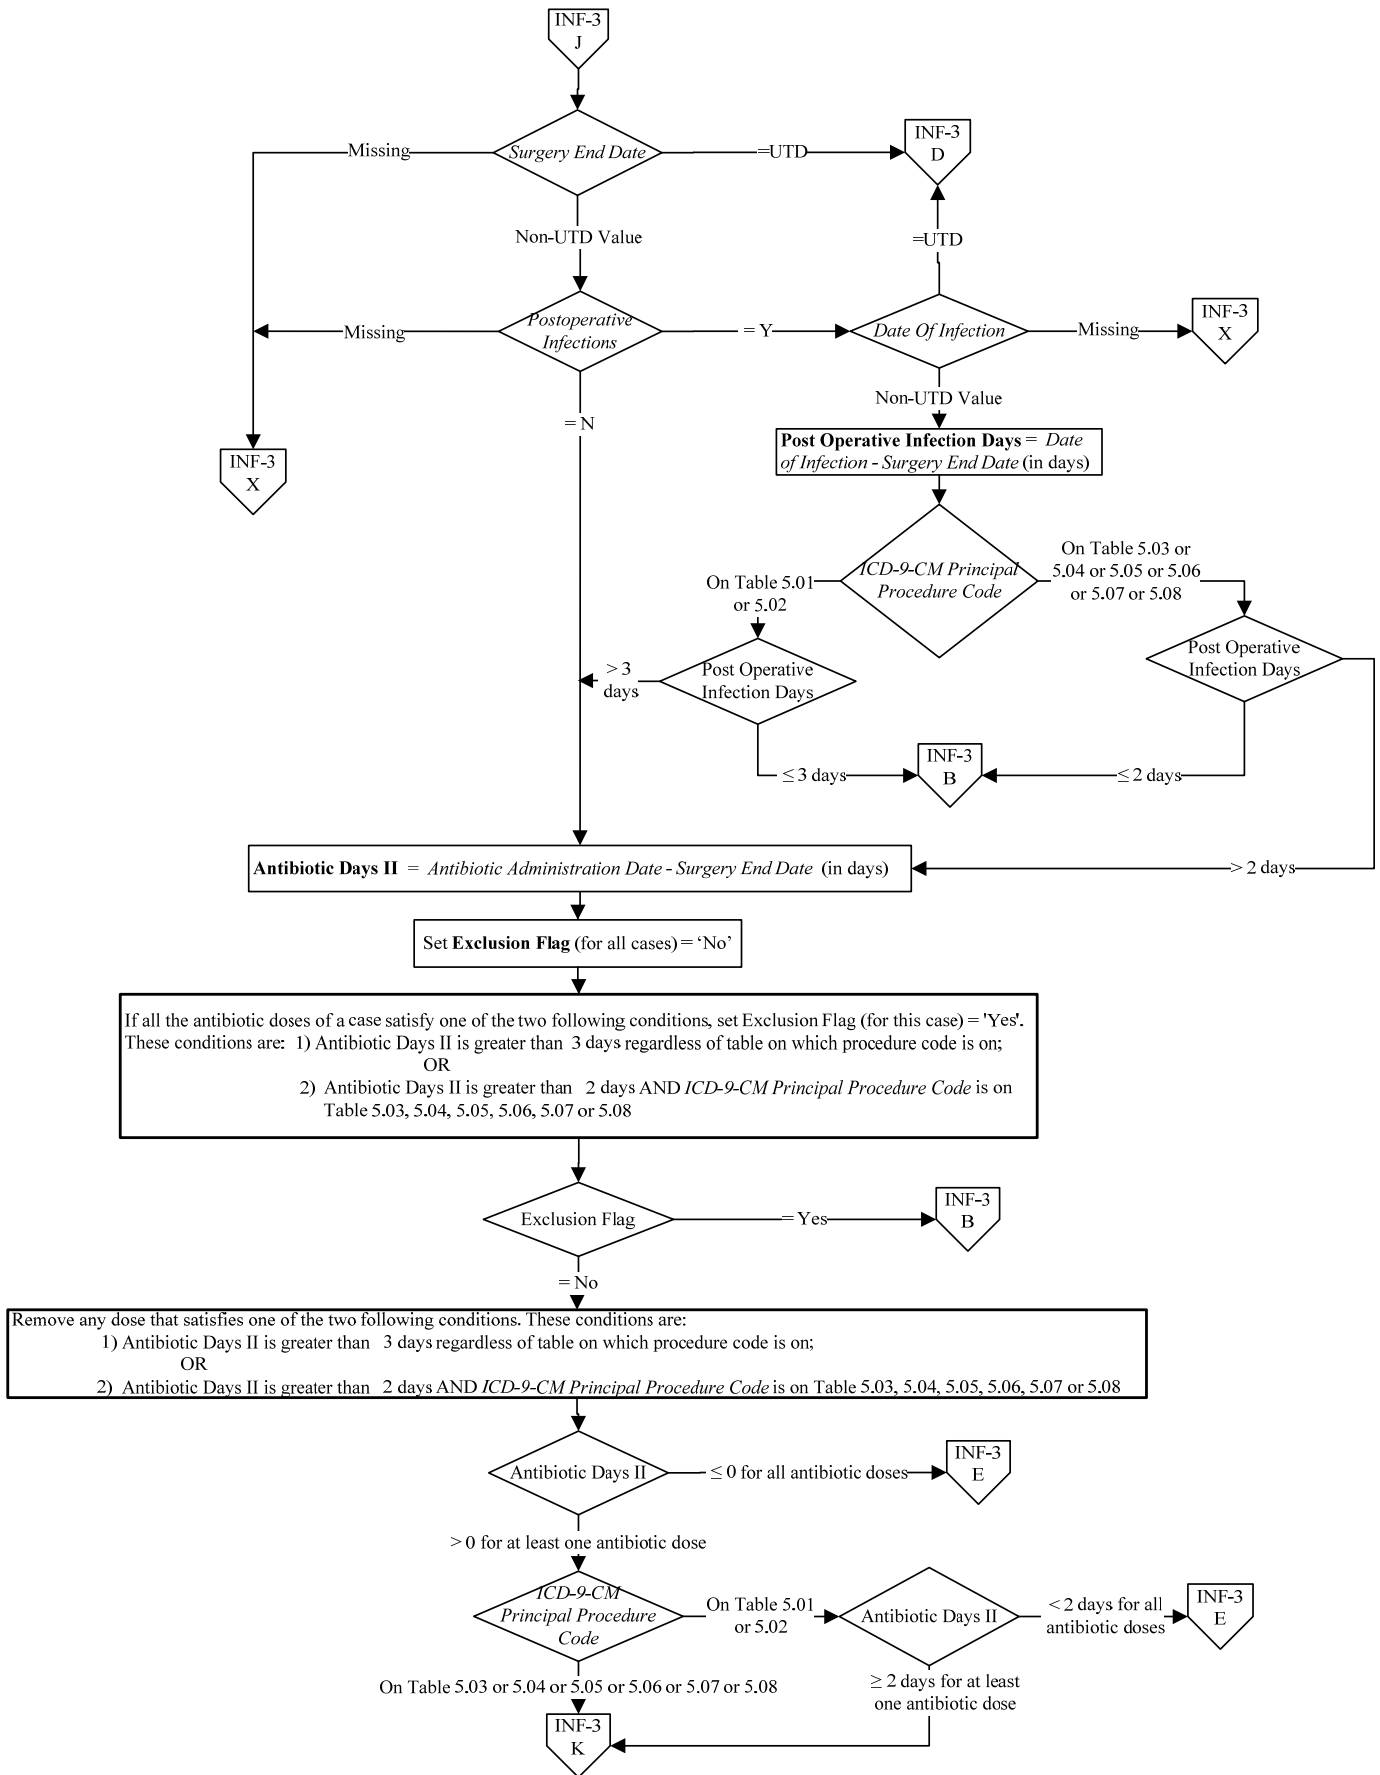 INF-3
J
Missing
Surgery End Date
=UTD
INF-3
D
Non-UTD Value
=UTD
Missing
Postoperative
Infections
= Y
Date Of Infection
Missing
INF-3
X
= N
Non-UTD Value
INF-3
X
Post Operative Infection Days = Date
of Infection - Surgery End Date (in days)
On Table 5.01
or 5.02
ICD-9-CM Principal
Procedure Code
On Table 5.03 or
5.04 or 5.05 or 5.06
or 5.07 or 5.08
> 3
days
Post Operative
Infection Days
Post Operative
Infection Days
≤ 3 days
INF-3
B
≤ 2 days
Antibiotic Days II = Antibiotic Administration Date - Surgery End Date (in days)
> 2 days
Set Exclusion Flag (for all cases) = ‘No’
If all the antibiotic doses of a case satisfy one of the two following conditions, set Exclusion Flag (for this case) = 'Yes'.
These conditions are: 1) Antibiotic Days II is greater than 3 days regardless of table on which procedure code is on;
OR
2) Antibiotic Days II is greater than 2 days AND ICD-9-CM Principal Procedure Code is on
Table 5.03, 5.04, 5.05, 5.06, 5.07 or 5.08
Exclusion Flag
= Yes
INF-3
B
= No
Remove any dose that satisfies one of the two following conditions. These conditions are:
1) Antibiotic Days II is greater than 3 days regardless of table on which procedure code is on;
OR
2) Antibiotic Days II is greater than 2 days AND ICD-9-CM Principal Procedure Code is on Table 5.03, 5.04, 5.05, 5.06, 5.07 or 5.08
Antibiotic Days II
≤ 0 for all antibiotic doses
INF-3
E
> 0 for at least one antibiotic dose
ICD-9-CM
Principal Procedure
Code
On Table 5.01
or 5.02
Antibiotic Days II
< 2 days for all
antibiotic doses
INF-3
E
On Table 5.03 or 5.04 or 5.05 or 5.06 or 5.07 or 5.08
≥ 2 days for at least
one antibiotic dose
INF-3
K